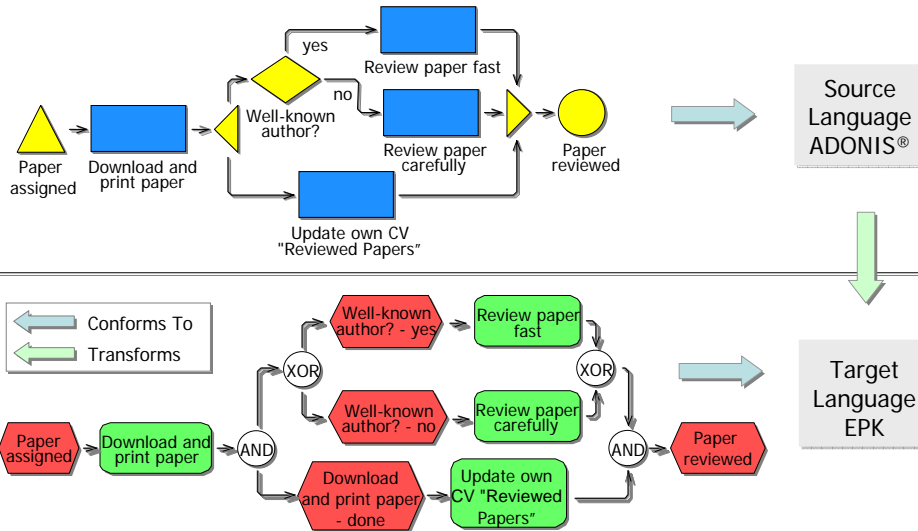 yes
Review paper fast
Well-known
author?
no
Review paper
carefully
Paper
assigned
Download and
print paper
Paper
reviewed
Update own CV
"Reviewed Papers”
Source
Language
ADONIS®
Conforms To
Transforms
Well-known
author? - yes
Review paper
fast
XOR
XOR
Well-known
author? - no
Review paper
carefully
Paper
assigned
Download and
print paper
AND
AND
Paper
reviewed
Download
and print paper
- done
Update own
CV "Reviewed
Papers”
Target
Language
EPK